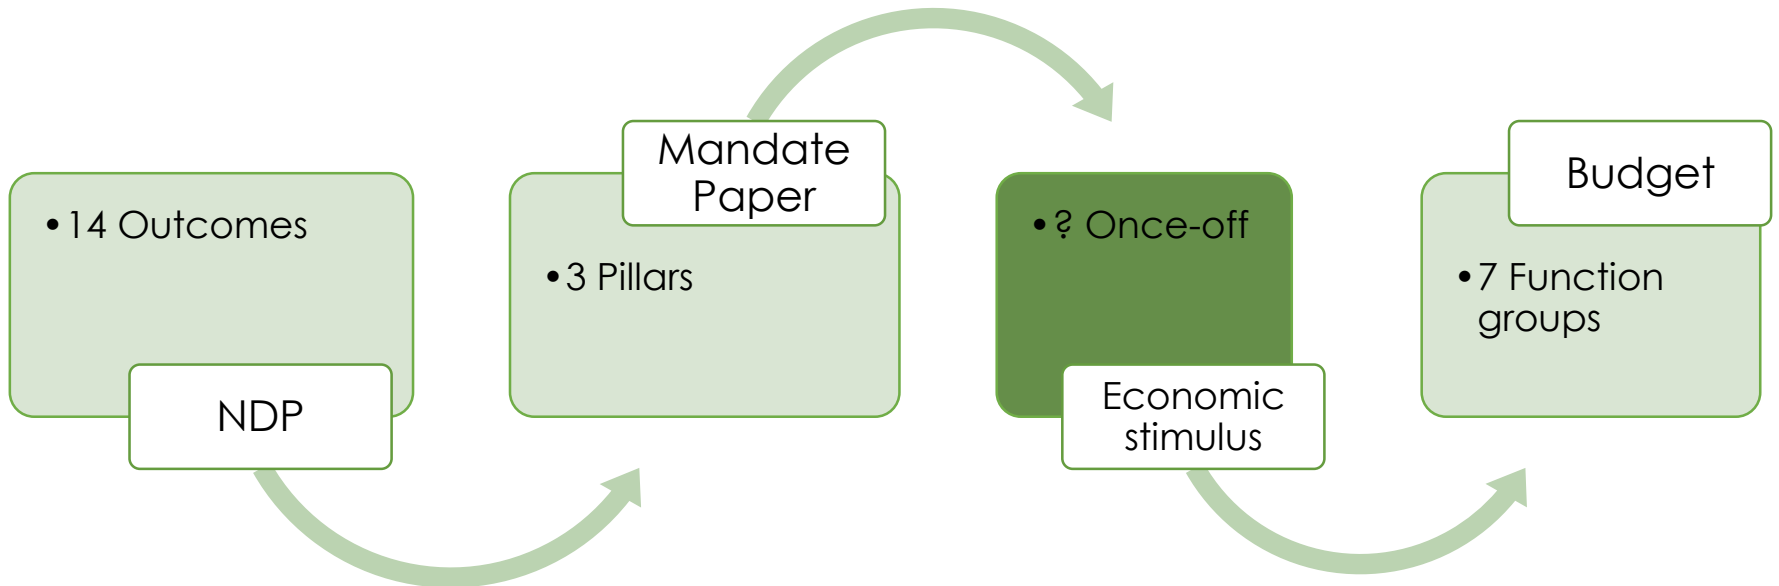 •14 Outcomes
NDP
Mandate
Paper
•3 Pillars
•? Once-off
Economic
stimulus
Budget
•7 Function
groups